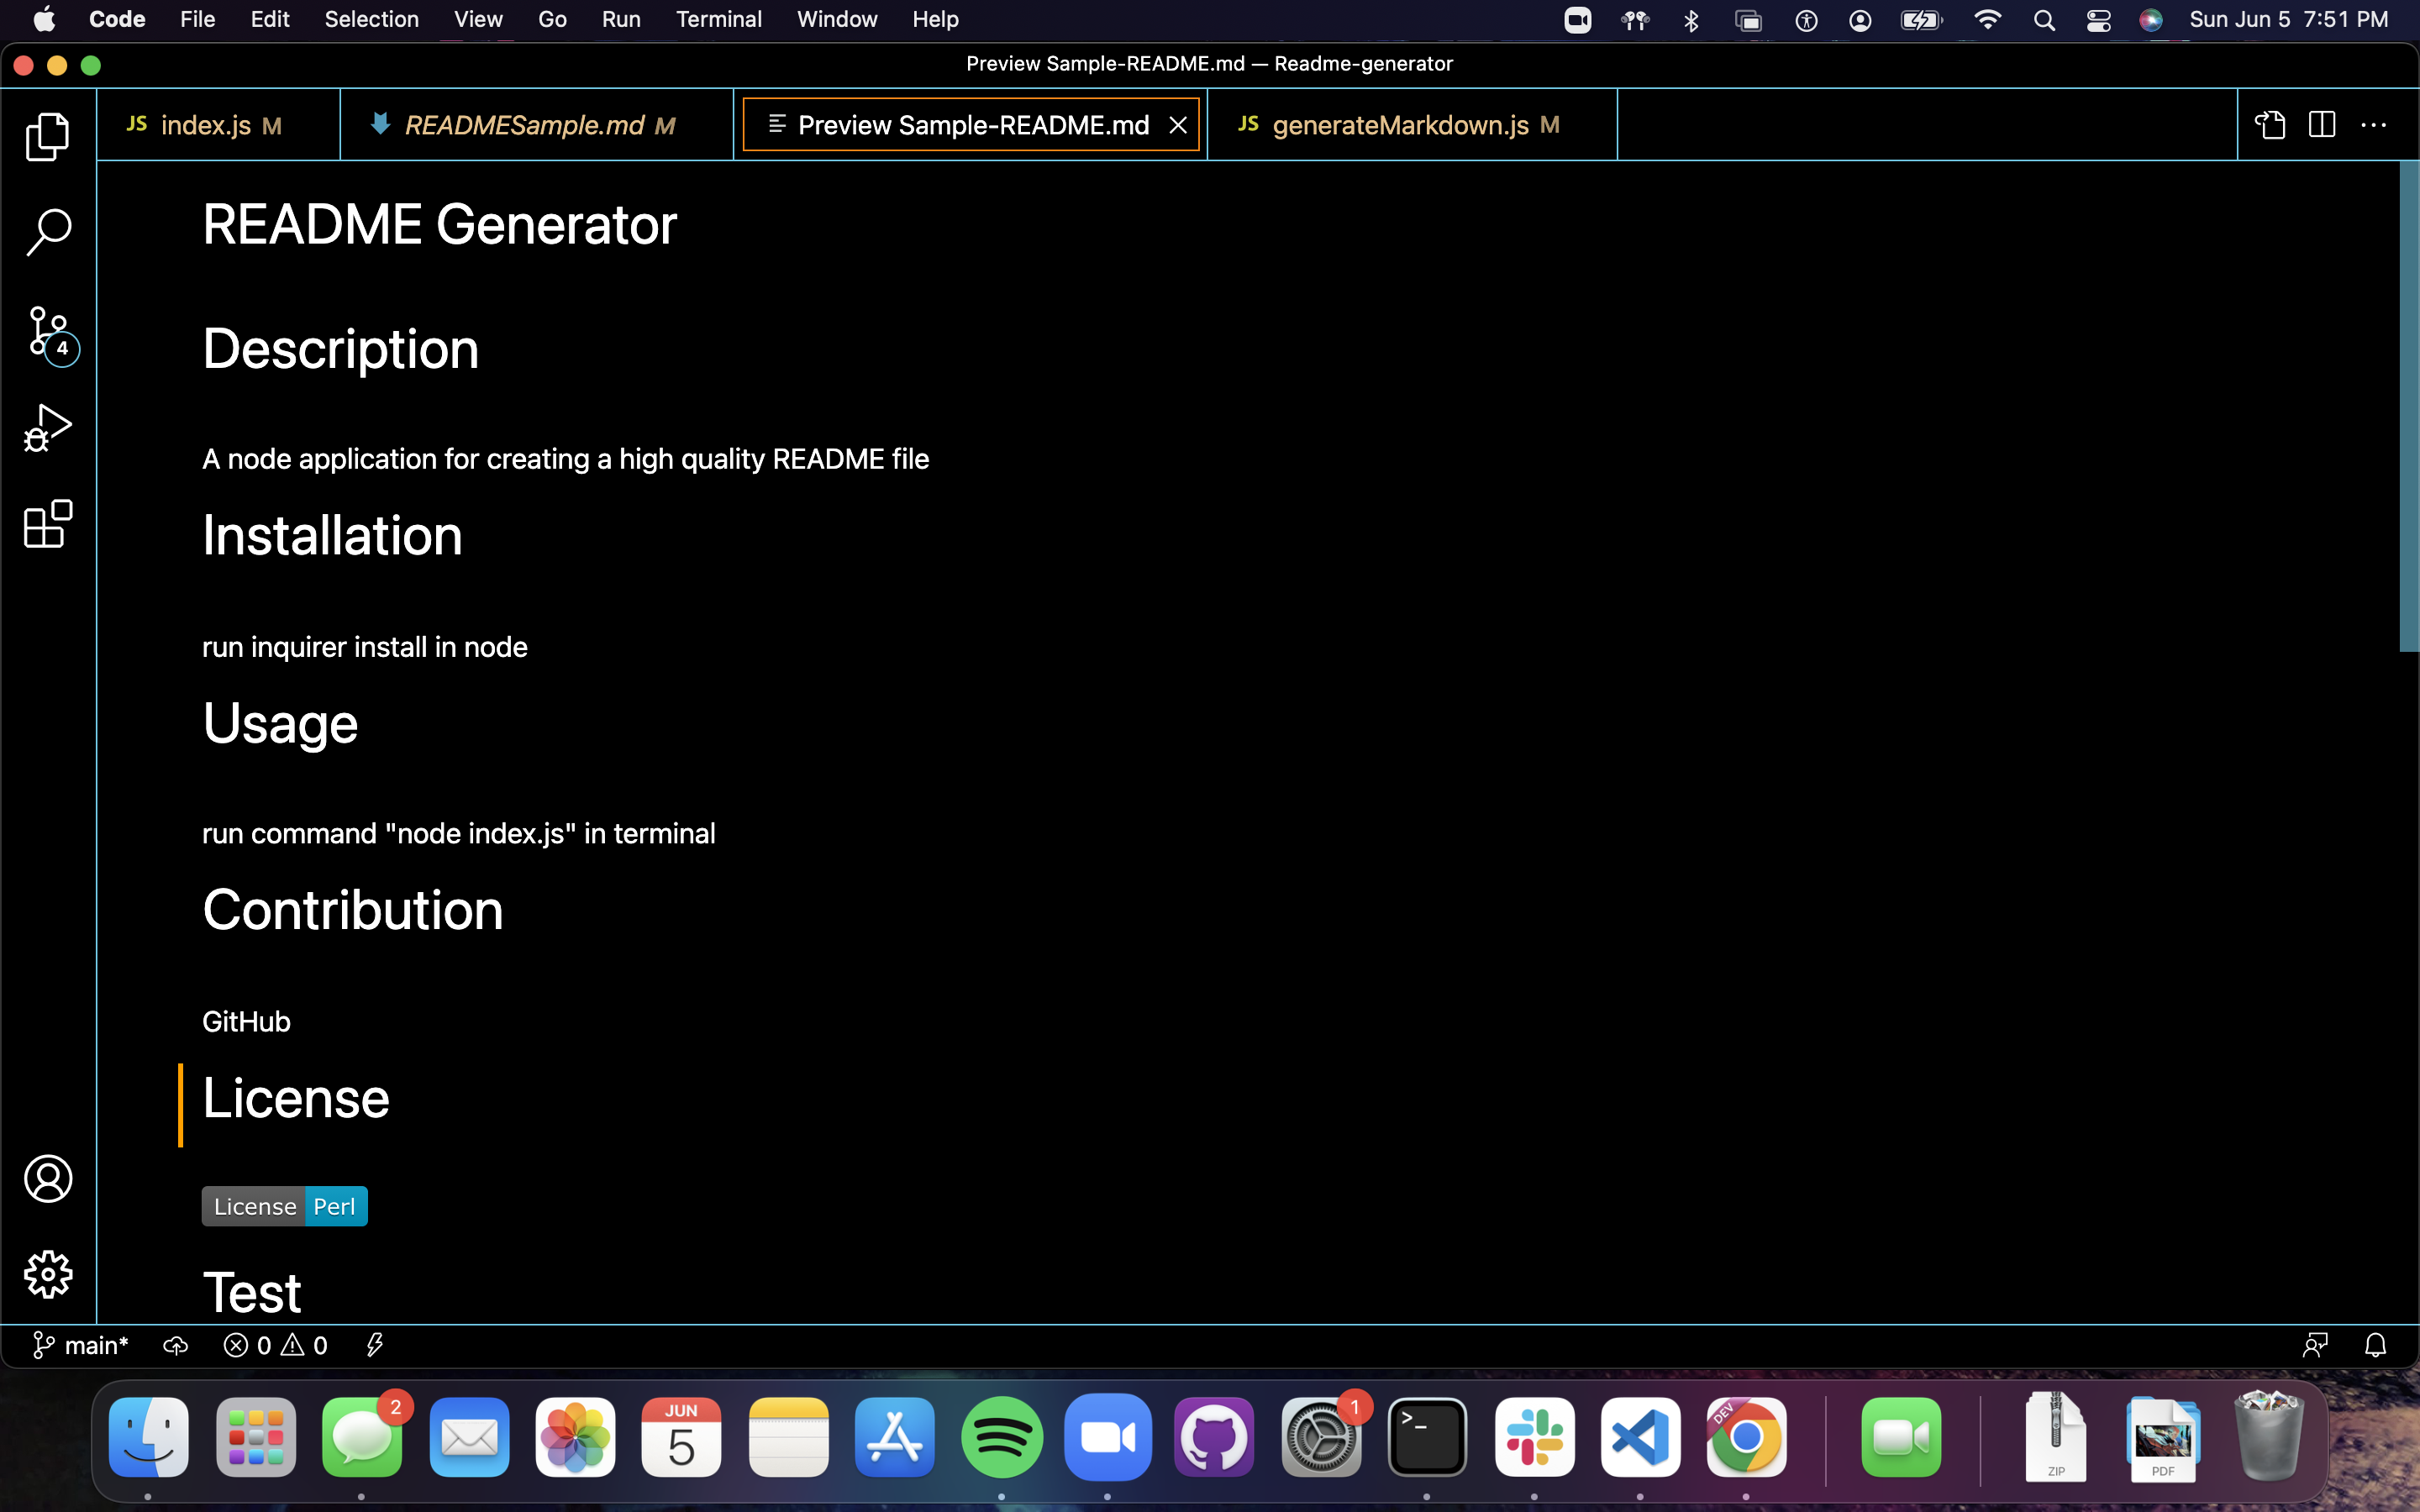 Code File Edit Selection View Go Run Terminal Window Help Sun Jun 5 7:51 PM
Preview Sample-README.md — Readme-generator
JS index.js M READMESample.md M Preview Sample-README.md JS generateMarkdown.js M
README Generator
4
Description
A node application for creating a high quality README file
Installation
run inquirer install in node
Usage
run command "node index.js" in terminal
Contribution
GitHub
License
License Perl
Test
main* 0 0
2 JUN 5 1 >_ DEV ZIP PDF